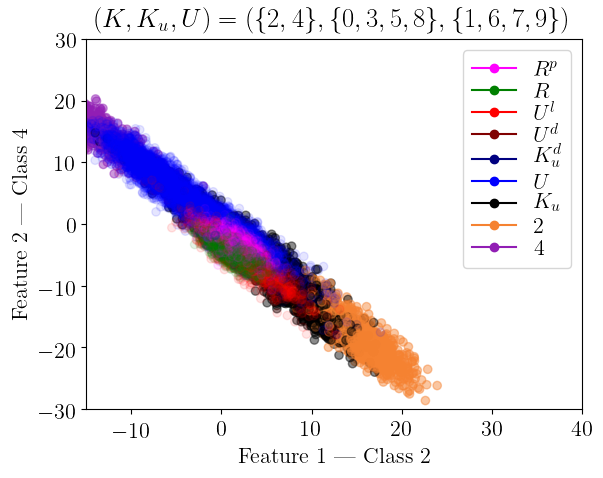 (K, K_u, U) = ({2, 4}, {0, 3, 5, 8}, {1, 6, 7, 9})
30
20
10
0
−10
−20
−30
Feature 2 — Class 4
R^p
R
U^l
U^d
K_u^d
U
K_u
2
4
−10
0
10
20
30
40
Feature 1 — Class 2